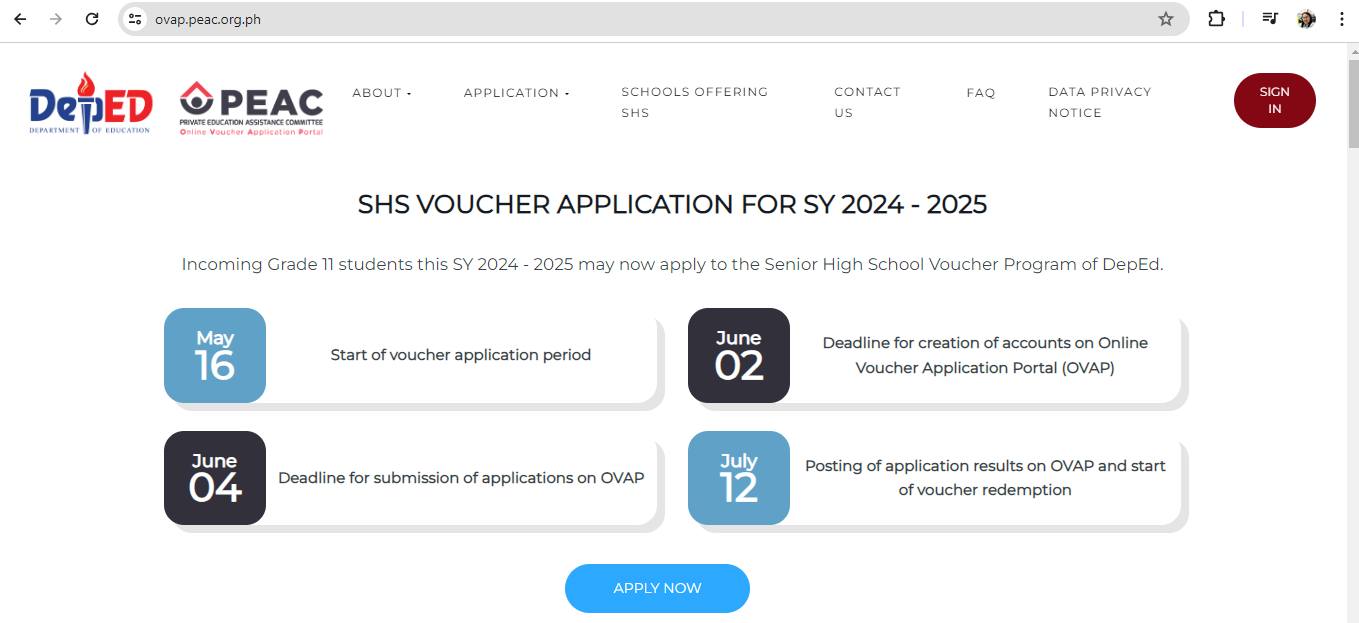 ovap.peac.org.ph
DepED
DEPARTMENT OF EDUCATION
PEAC
PRIVATE EDUCATION ASSISTANCE COMMITTEE
Online Voucher Application Portal
ABOUT
APPLICATION
SCHOOLS OFFERING
SHS
CONTACT
US
FAQ
DATA PRIVACY
NOTICE
SIGN
IN
SHS VOUCHER APPLICATION FOR SY 2024 - 2025
Incoming Grade 11 students this SY 2024 - 2025 may now apply to the Senior High School Voucher Program of DepEd.
May
16
Start of voucher application period
June
02
Deadline for creation of accounts on Online
Voucher Application Portal (OVAP)
June
04
Deadline for submission of applications on OVAP
July
12
Posting of application results on OVAP and start
of voucher redemption
APPLY NOW